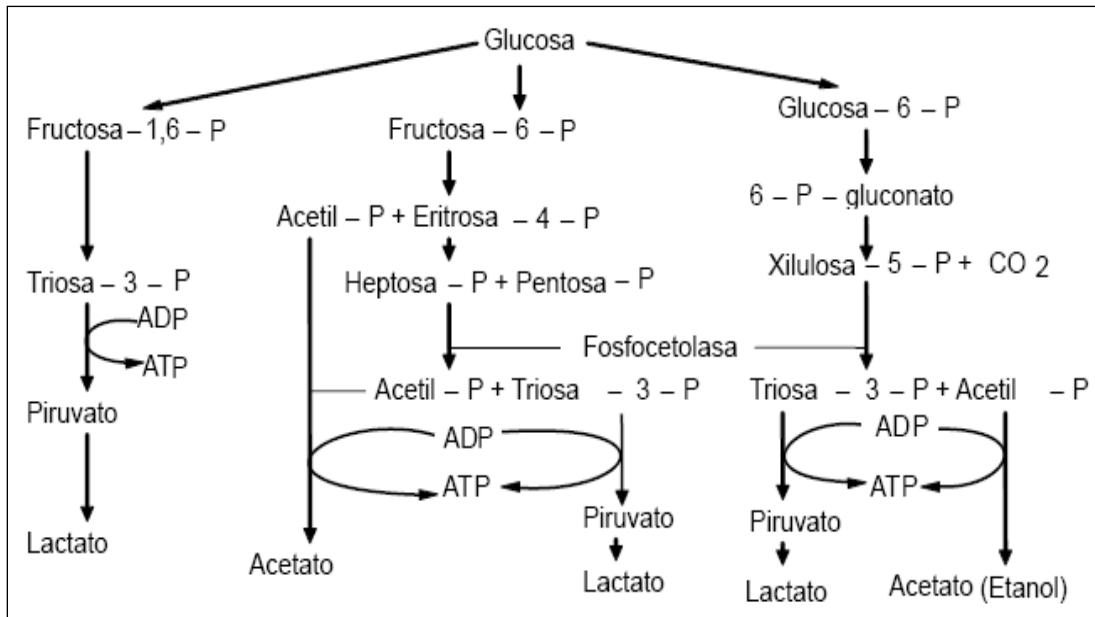 Glucosa
Fructosa – 1,6 – P
Fructosa – 6 – P
Glucosa – 6 – P
6 – P – gluconato
Acetil – P + Eritrosa – 4 – P
Xilulosa – 5 – P + CO 2
Triosa – 3 – P
Heptosa – P + Pentosa – P
ADP
ATP
Fosfocetolasa
Piruvato
Acetil – P + Triosa – 3 – P
Triosa – 3 – P + Acetil – P
ADP
ADP
ATP
ATP
Piruvato
Piruvato
Lactato
Acetato
Lactato
Lactato
Acetato (Etanol)